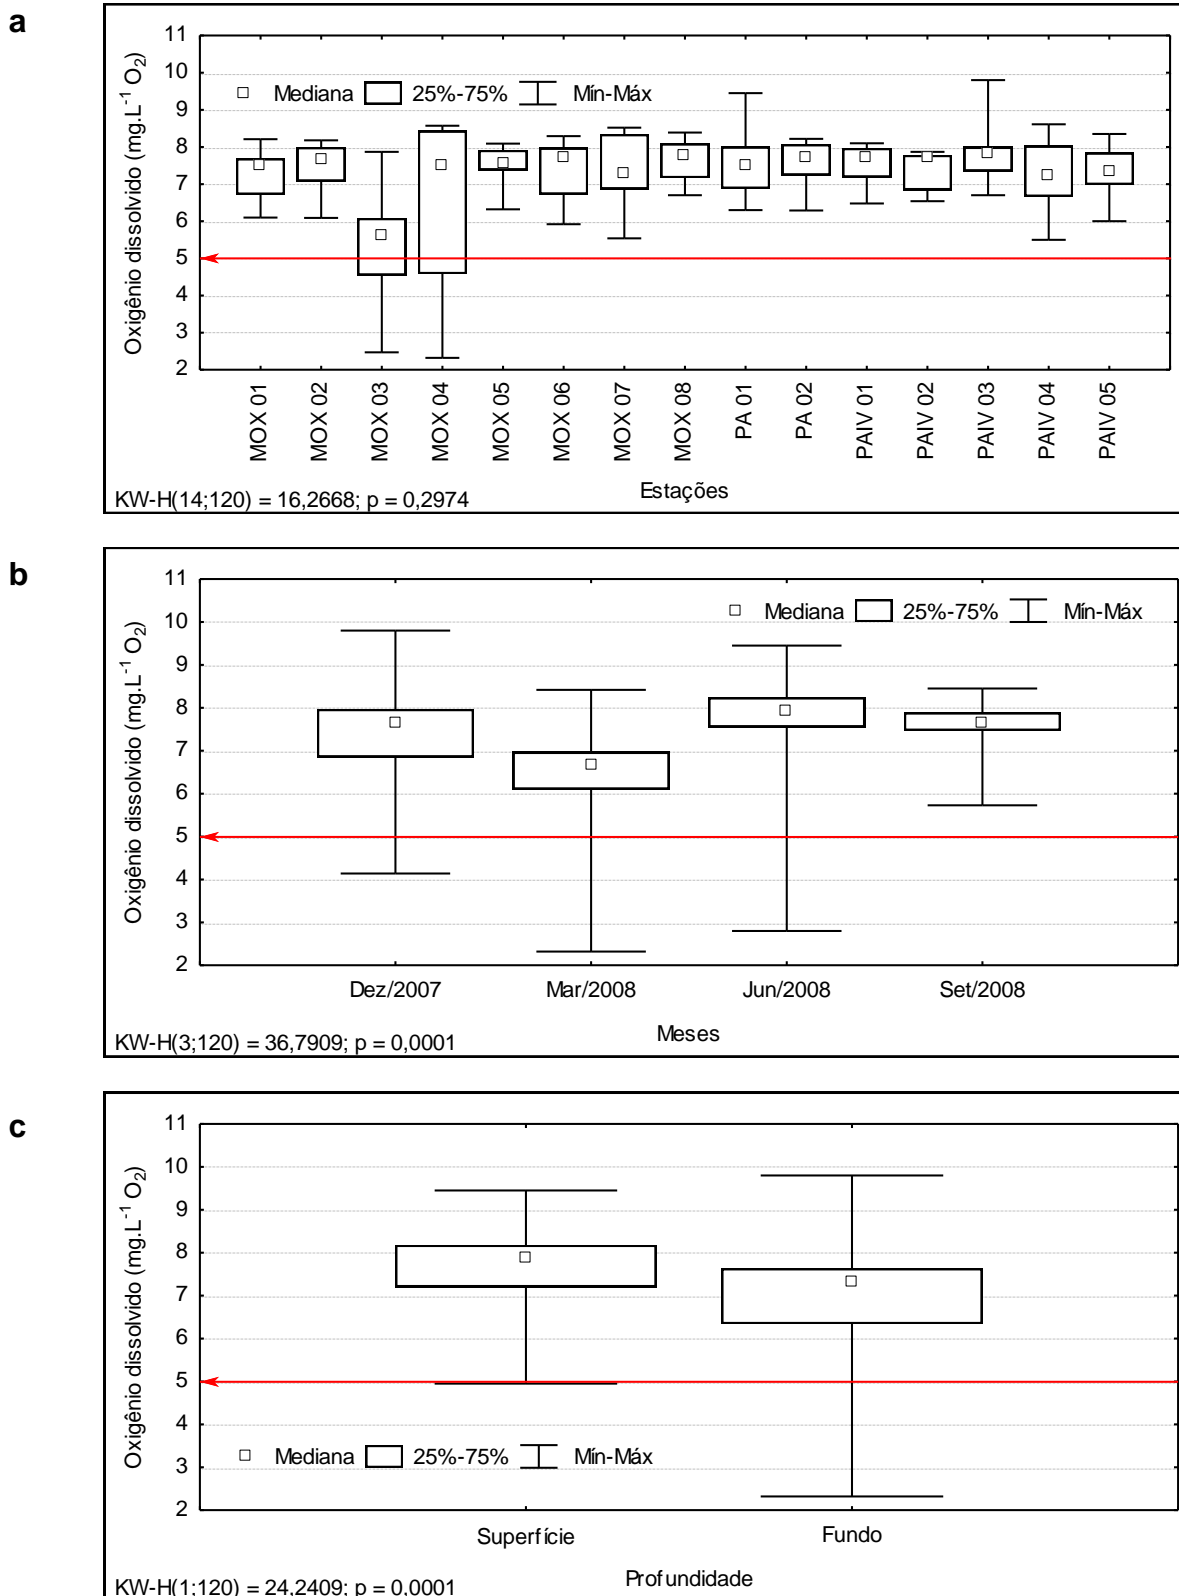 a
Oxigênio dissolvido (mg.L⁻¹ O₂)
11
10
9
8
7
6
5
4
3
2
Mediana 25%-75% Mín-Máx
MOX 01 MOX 02 MOX 03 MOX 04 MOX 05 MOX 06 MOX 07 MOX 08 PA 01 PA 02 PAIV 01 PAIV 02 PAIV 03 PAIV 04 PAIV 05
Estações
KW-H(14;120) = 16,2668; p = 0,2974
b
Oxigênio dissolvido (mg.L⁻¹ O₂)
11
10
9
8
7
6
5
4
3
2
Mediana 25%-75% Mín-Máx
Dez/2007 Mar/2008 Jun/2008 Set/2008
Meses
KW-H(3;120) = 36,7909; p = 0,0001
c
Oxigênio dissolvido (mg.L⁻¹ O₂)
11
10
9
8
7
6
5
4
3
2
Mediana 25%-75% Mín-Máx
Superfície Fundo
Profundidade
KW-H(1;120) = 24,2409; p = 0,0001